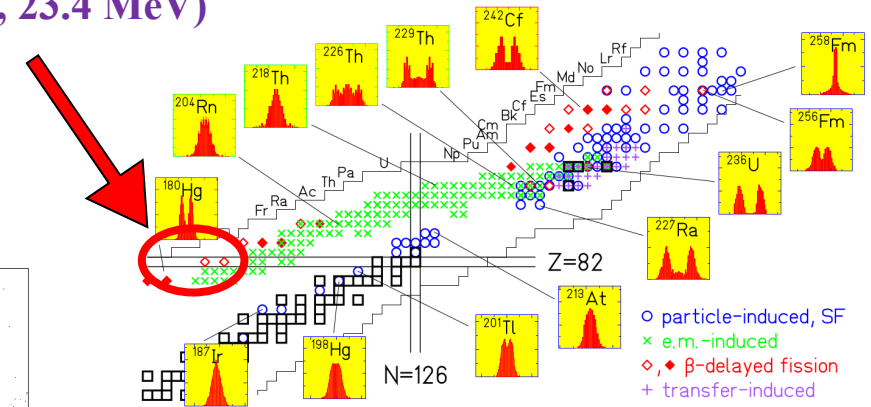 , 23.4 MeV)
²⁴²Cf
²²⁹Th
²²⁶Th
²¹⁸Th
²⁰⁴Rn
¹⁸⁰Hg
²⁵⁸Fm
²⁵⁶Fm
²³⁶U
²²⁷Ra
²¹³At
²⁰¹Tl
¹⁹⁸Hg
¹⁸⁷Ir
Rf
Lr
No
Md
Fm
Es
Cf
Bk
Cm
Am
Pu
Np
U
Pa
Th
Ac
Ra
Fr
Z=82
N=126
particle-induced, SF
e.m.-induced
, β-delayed fission
transfer-induced